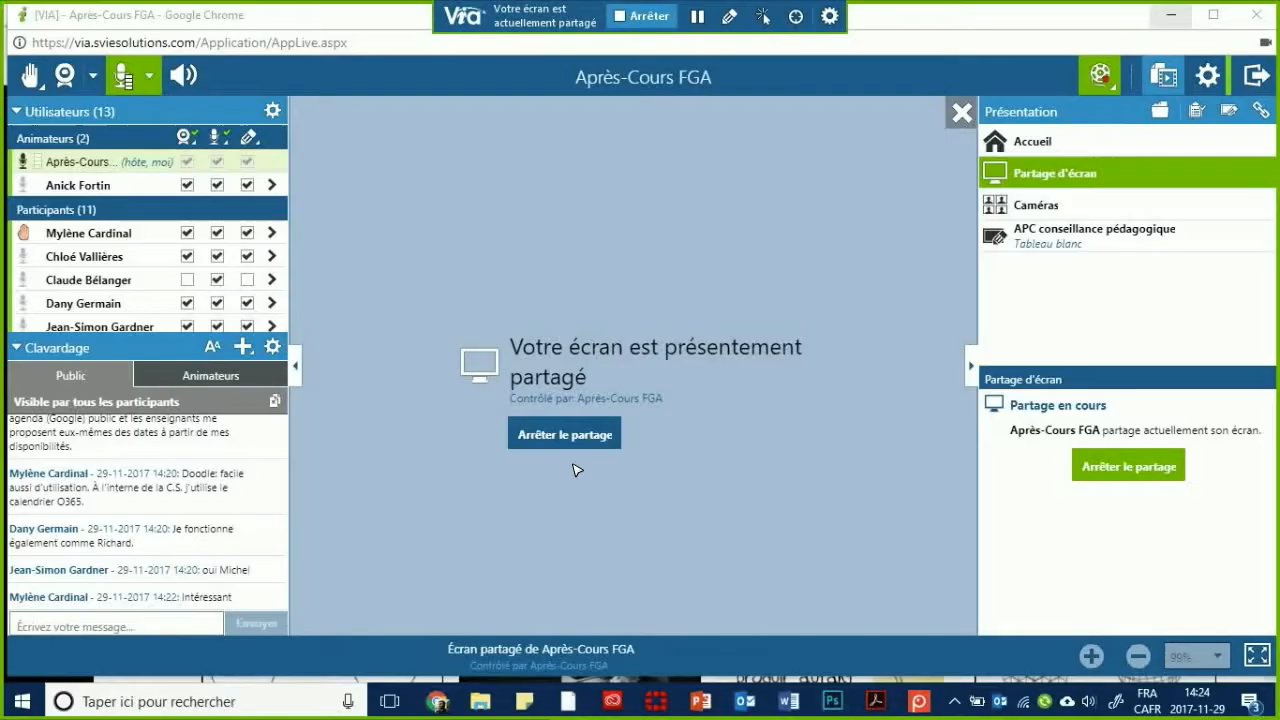 [VIA] - Après-Cours FGA - Google Chrome
Via
Votre écran est
actuellement partagé
Arrêter
https://via.sviesolutions.com/Application/AppLive.aspx
Après-Cours FGA
Utilisateurs (13)
Animateurs (2)
Après-Cours... (hôte, moi)
Anick Fortin
Participants (11)
Mylène Cardinal
Chloé Vallières
Claude Bélanger
Dany Germain
Jean-Simon Gardner
Clavardage
Public
Animateurs
Visible par tous les participants
agenda (Google) public et les enseignants me
proposent eux-mêmes des dates à partir de mes
disponibilités.
Mylène Cardinal - 29-11-2017 14:20: Doodle: facile
aussi d'utilisation. À l'interne de la C.S. j'utilise le
calendrier O365.
Dany Germain - 29-11-2017 14:20: Je fonctionne
également comme Richard.
Jean-Simon Gardner - 29-11-2017 14:20: oui Michel
Mylène Cardinal - 29-11-2017 14:22: Intéressant
Écrivez votre message...
Envoyer
Votre écran est présentement
partagé
Contrôlé par: Après-Cours FGA
Arrêter le partage
Présentation
Accueil
Partage d'écran
Caméras
APC conseillance pédagogique
Tableau blanc
Partage d'écran
Partage en cours
Après-Cours FGA partage actuellement son écran.
Arrêter le partage
Écran partagé de Après-Cours FGA
Contrôlé par Après-Cours FGA
99%
Taper ici pour rechercher
FRA
CAFR
14:24
2017-11-29
3